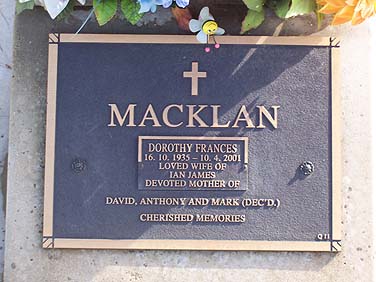 MACKLAN
DOROTHY FRANCES
16. 10. 1935 – 10. 4. 2001
LOVED WIFE OF
IAN JAMES
DEVOTED MOTHER OF
DAVID, ANTHONY AND MARK (DEC'D.)
CHERISHED MEMORIES